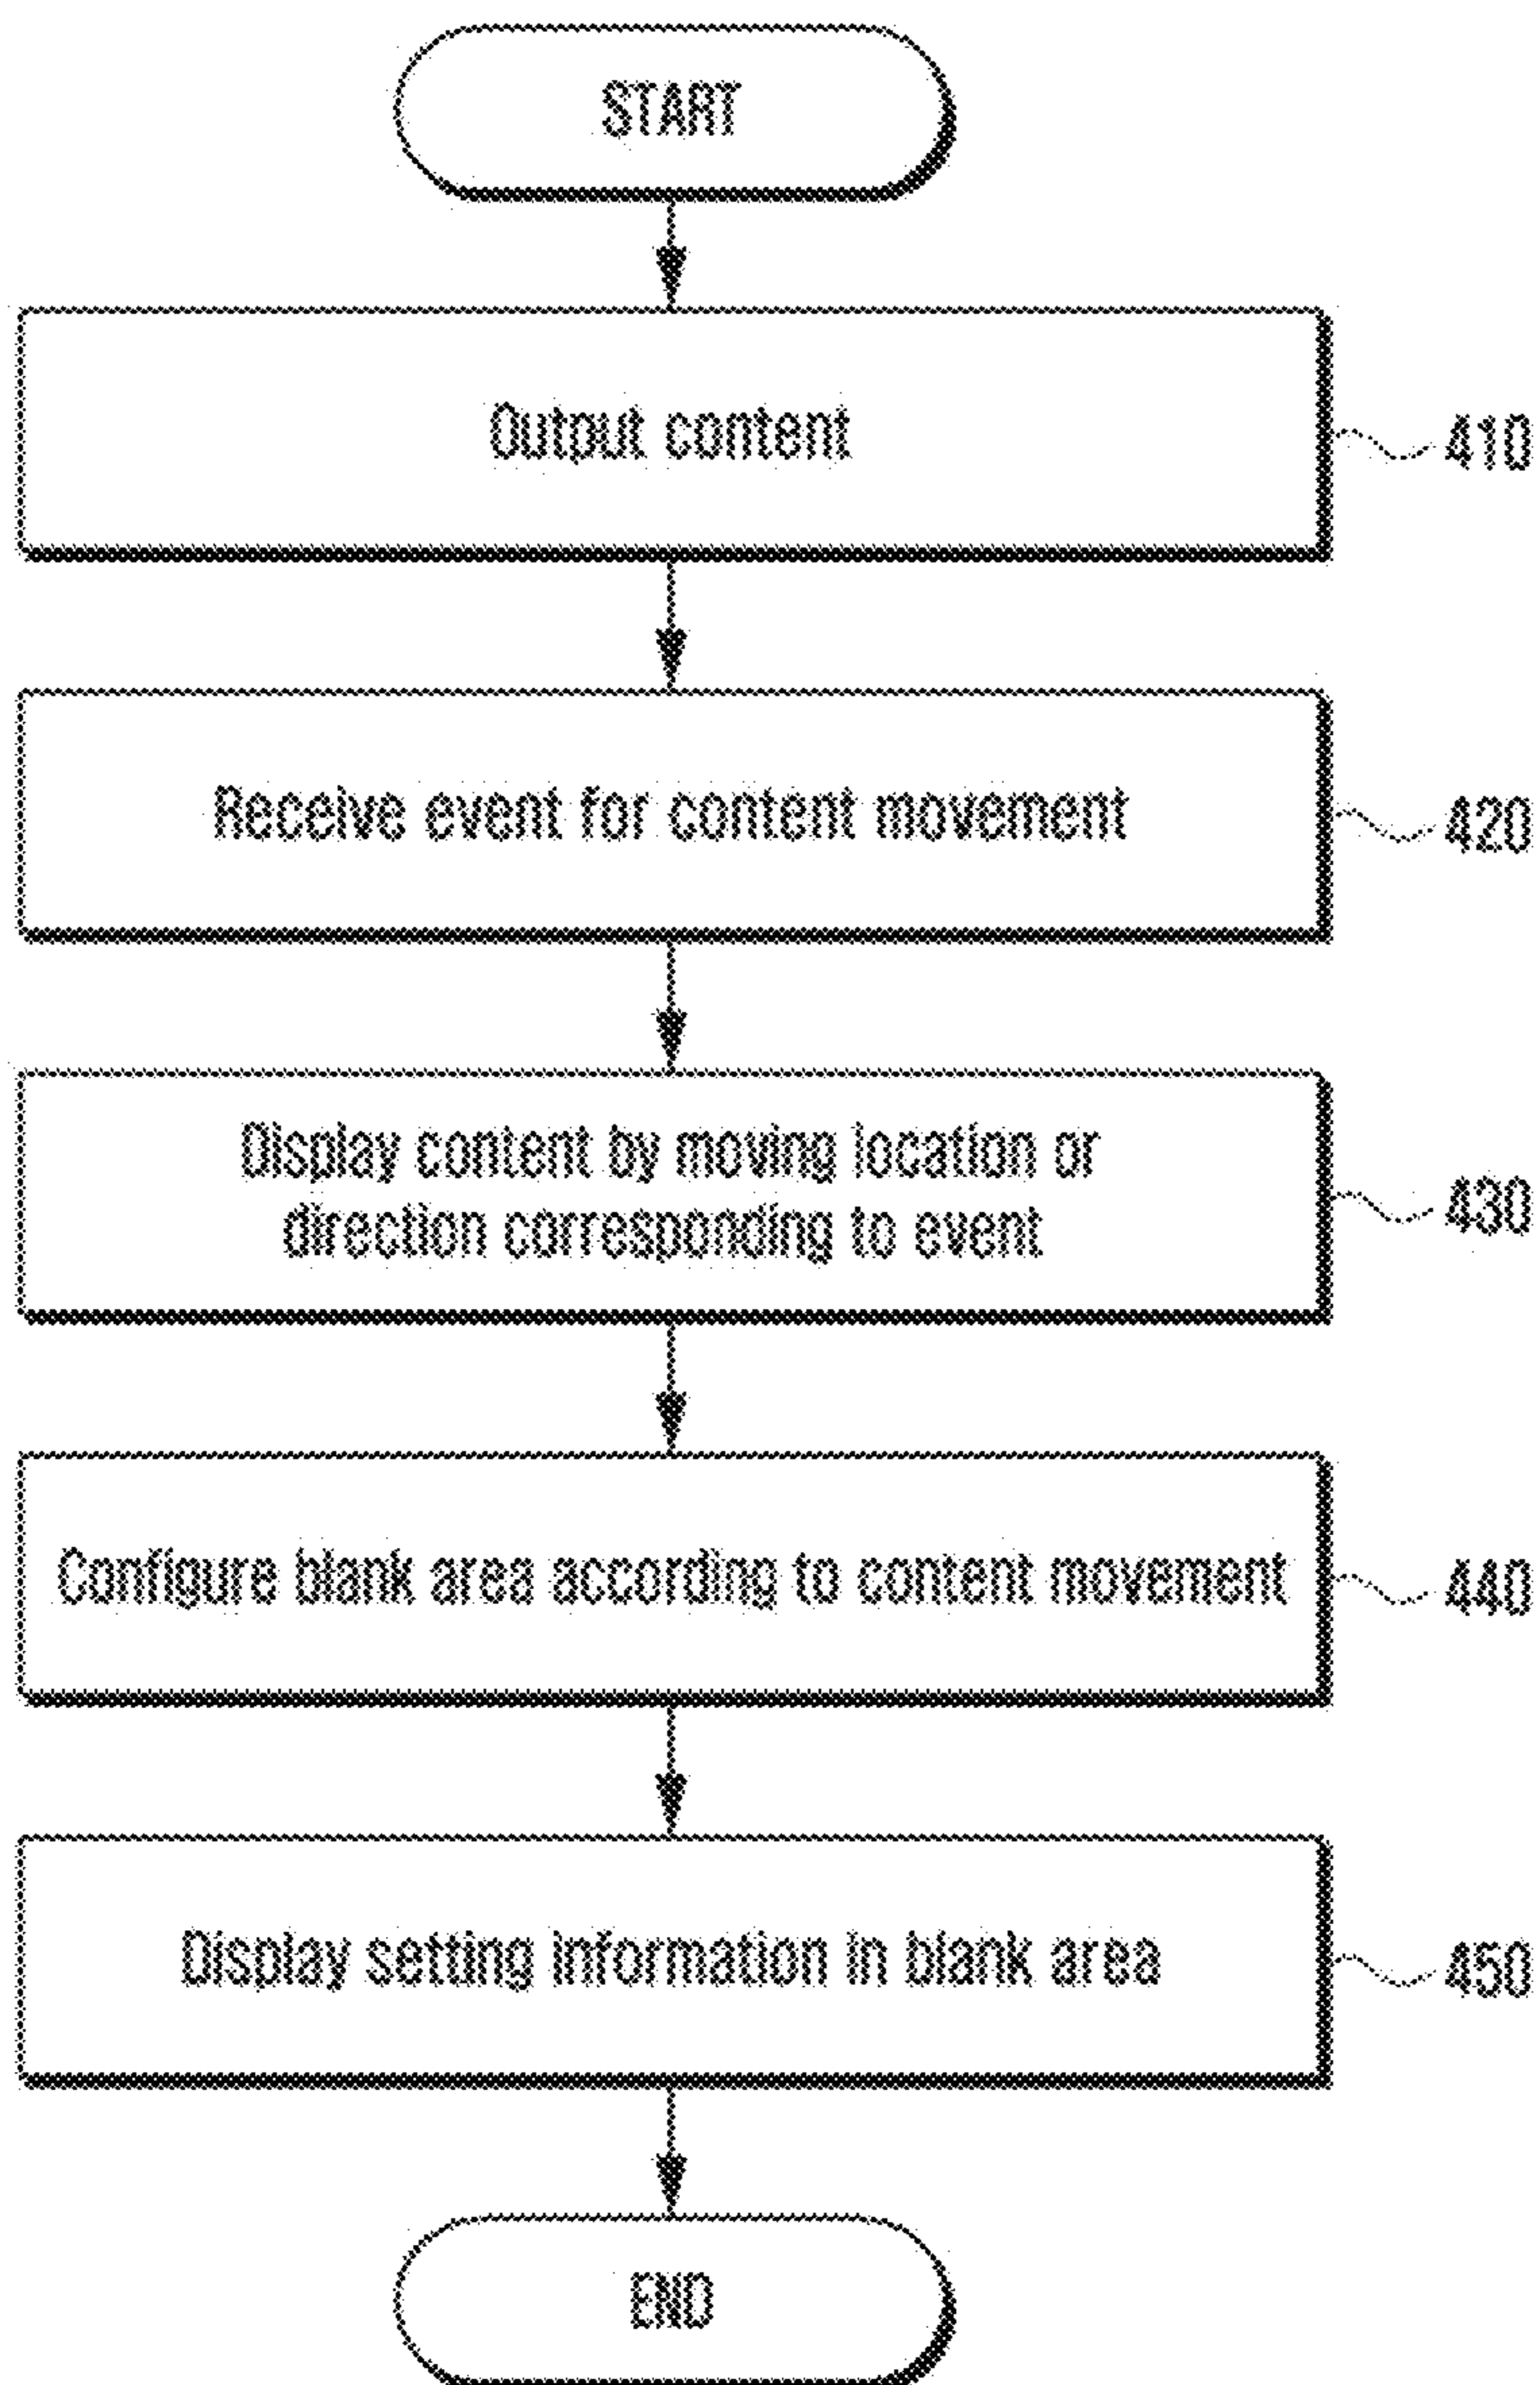 START
Output content
410
Receive event for content movement
420
Display content by moving location or
direction corresponding to event
430
Configure blank area according to content movement
440
Display setting information in blank area
450
END